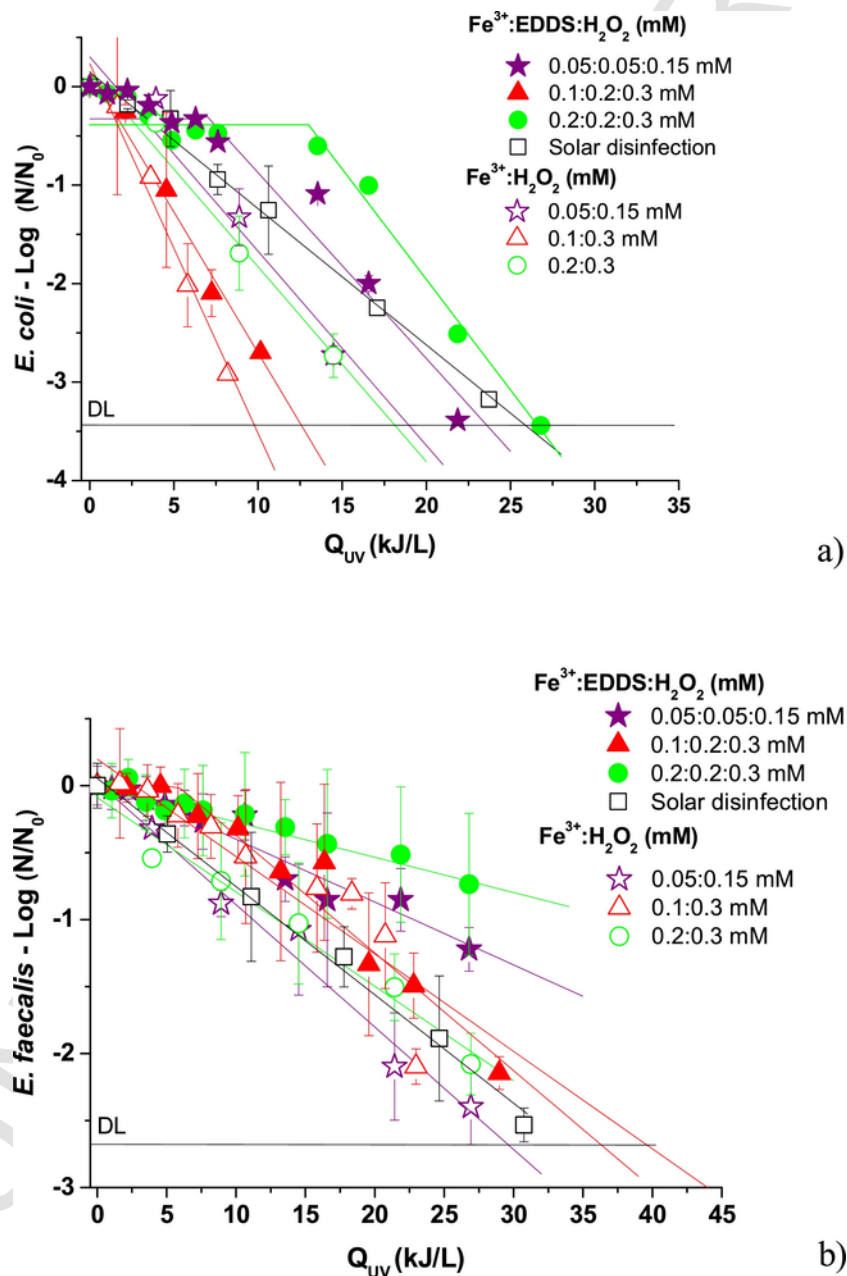 Fe³⁺:EDDS:H₂O₂ (mM)
0.05:0.05:0.15 mM
0.1:0.2:0.3 mM
0.2:0.2:0.3 mM
Solar disinfection
Fe³⁺:H₂O₂ (mM)
0.05:0.15 mM
0.1:0.3 mM
0.2:0.3
E. coli - Log (N/N₀)
0
-1
-2
-3
-4
DL
0 5 10 15 20 25 30 35
Q_UV (kJ/L)
a)
Fe³⁺:EDDS:H₂O₂ (mM)
0.05:0.05:0.15 mM
0.1:0.2:0.3 mM
0.2:0.2:0.3 mM
Solar disinfection
Fe³⁺:H₂O₂ (mM)
0.05:0.15 mM
0.1:0.3 mM
0.2:0.3 mM
E. faecalis - Log (N/N₀)
0
-1
-2
-3
DL
0 5 10 15 20 25 30 35 40 45
Q_UV (kJ/L)
b)